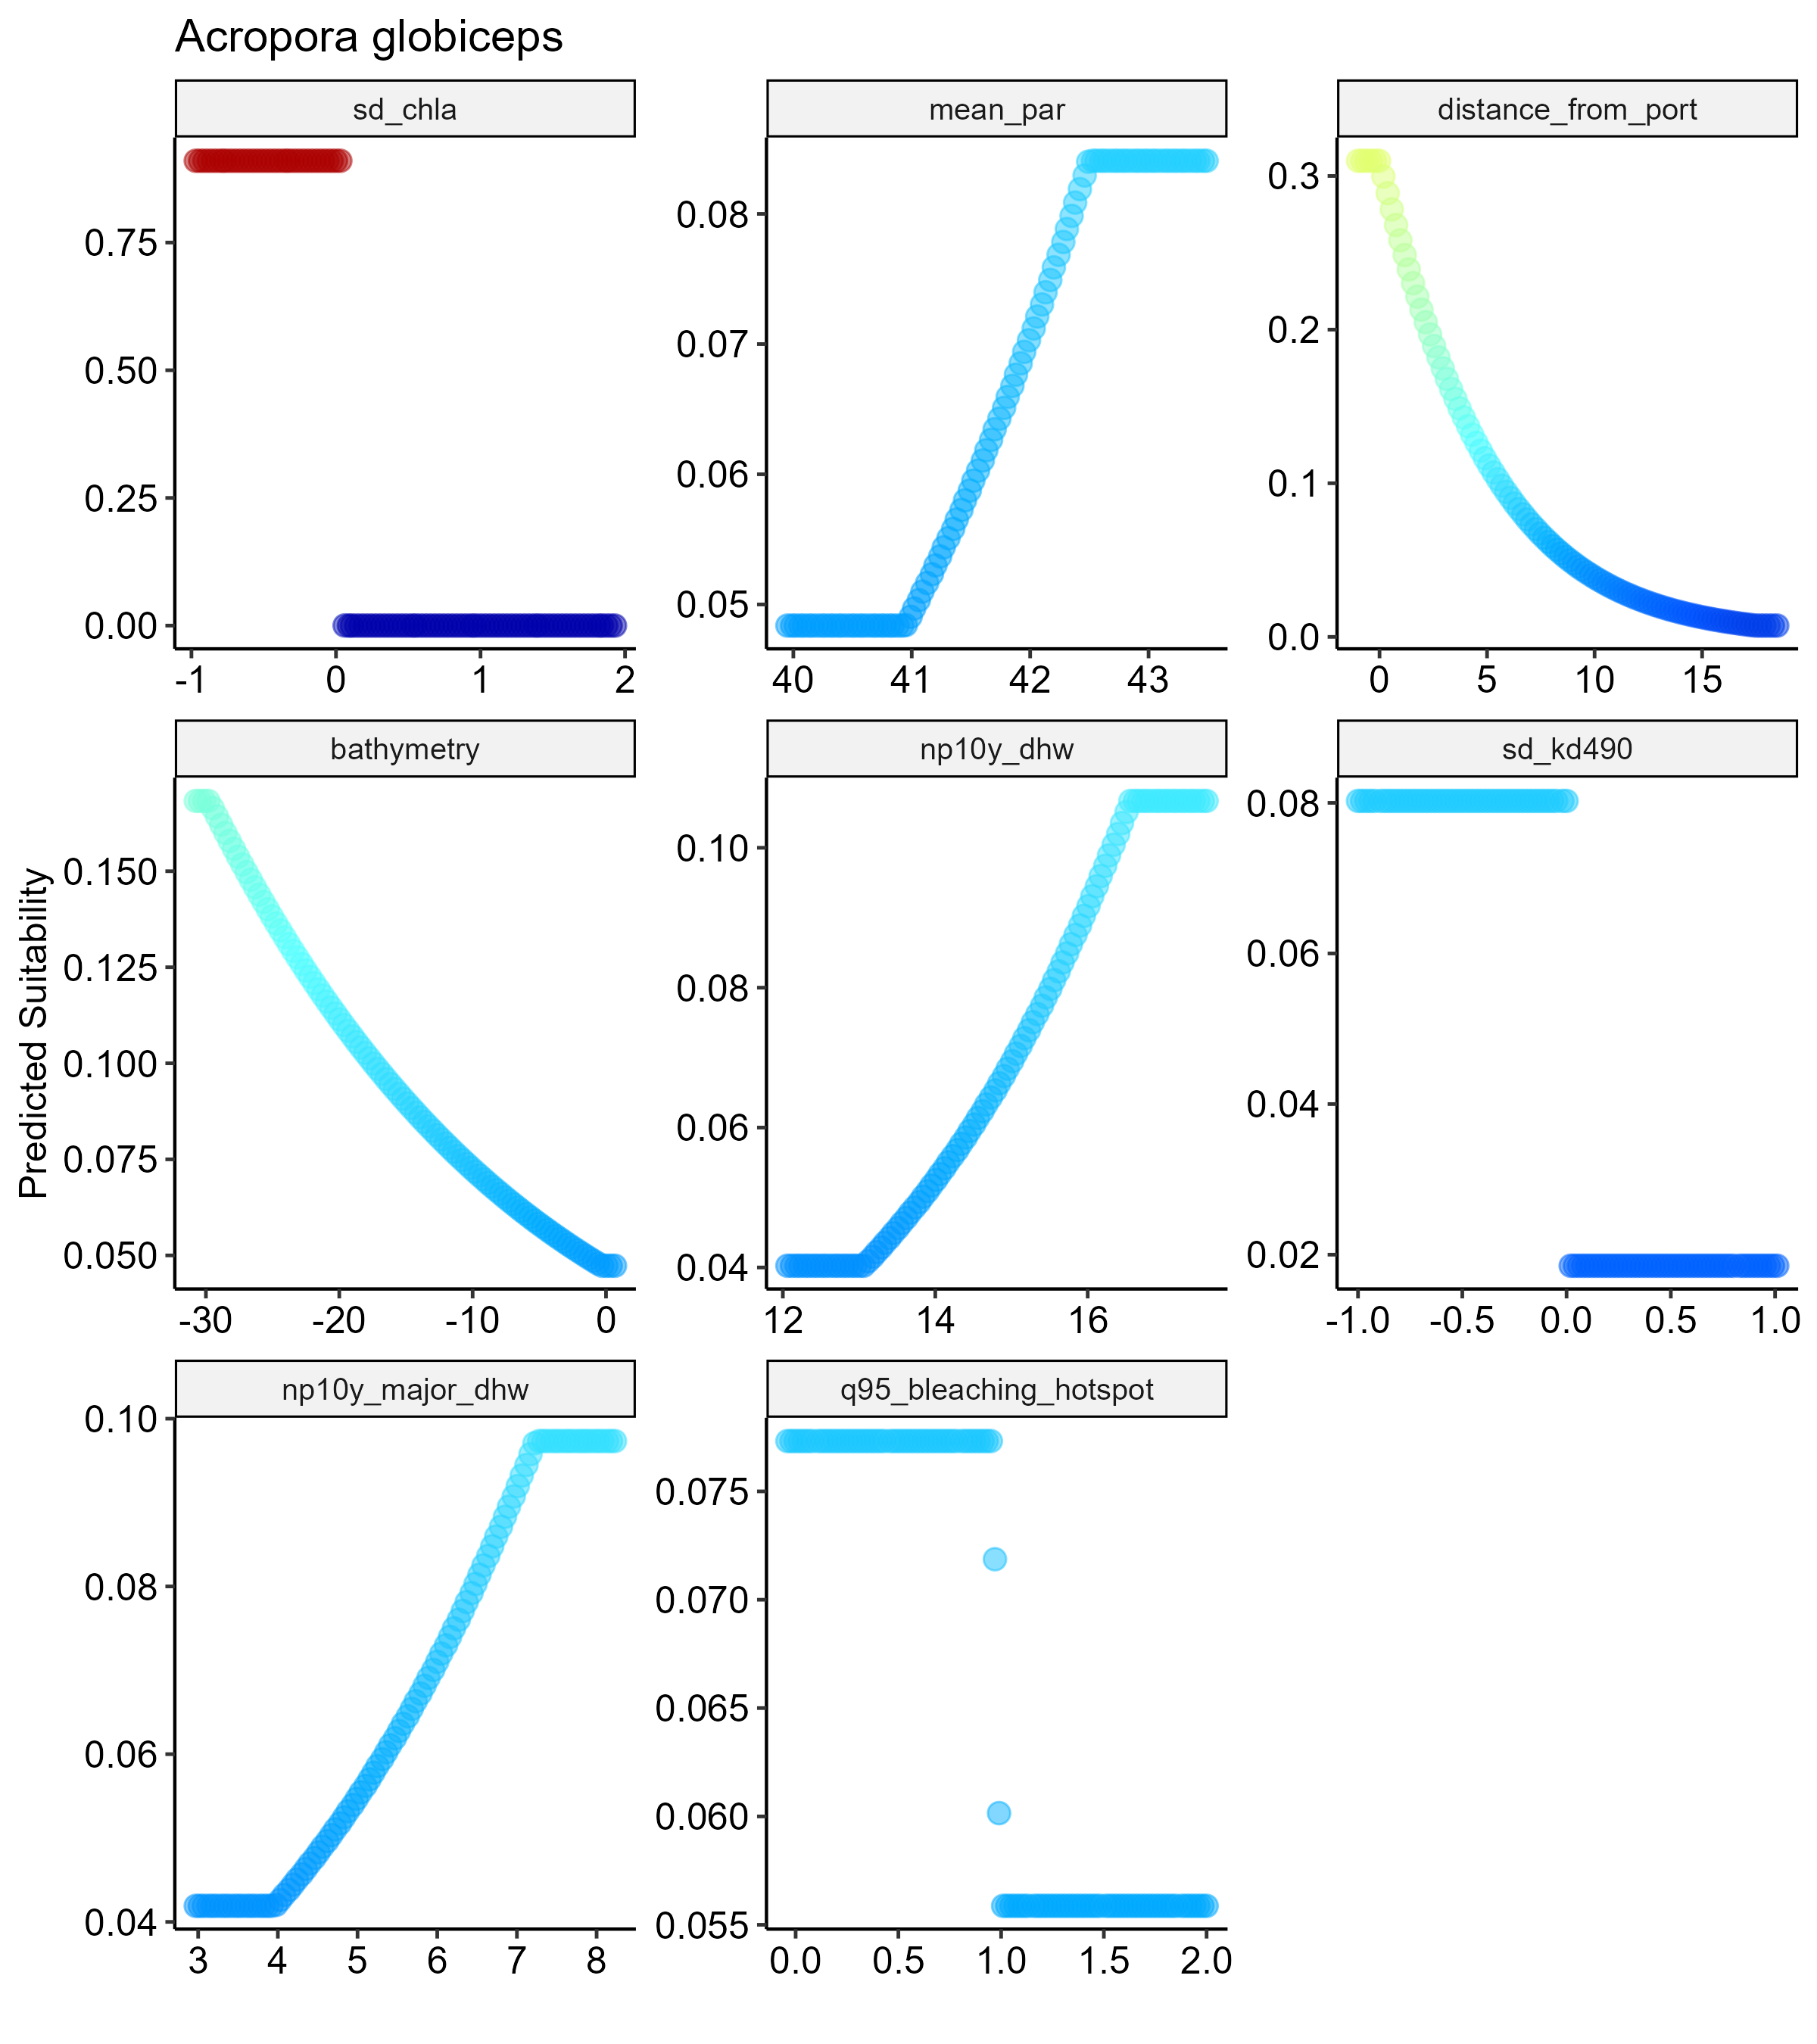 Acropora globiceps
sd_chla
mean_par
distance_from_port
0.75
0.50
0.25
0.00
-1 0 1 2
0.08
0.07
0.06
0.05
40 41 42 43
0.3
0.2
0.1
0.0
0 5 10 15
bathymetry
np10y_dhw
sd_kd490
Predicted Suitability
0.150
0.125
0.100
0.075
0.050
-30 -20 -10 0
0.10
0.08
0.06
0.04
12 14 16
0.08
0.06
0.04
0.02
-1.0 -0.5 0.0 0.5 1.0
np10y_major_dhw
q95_bleaching_hotspot
0.10
0.08
0.06
0.04
3 4 5 6 7 8
0.075
0.070
0.065
0.060
0.055
0.0 0.5 1.0 1.5 2.0